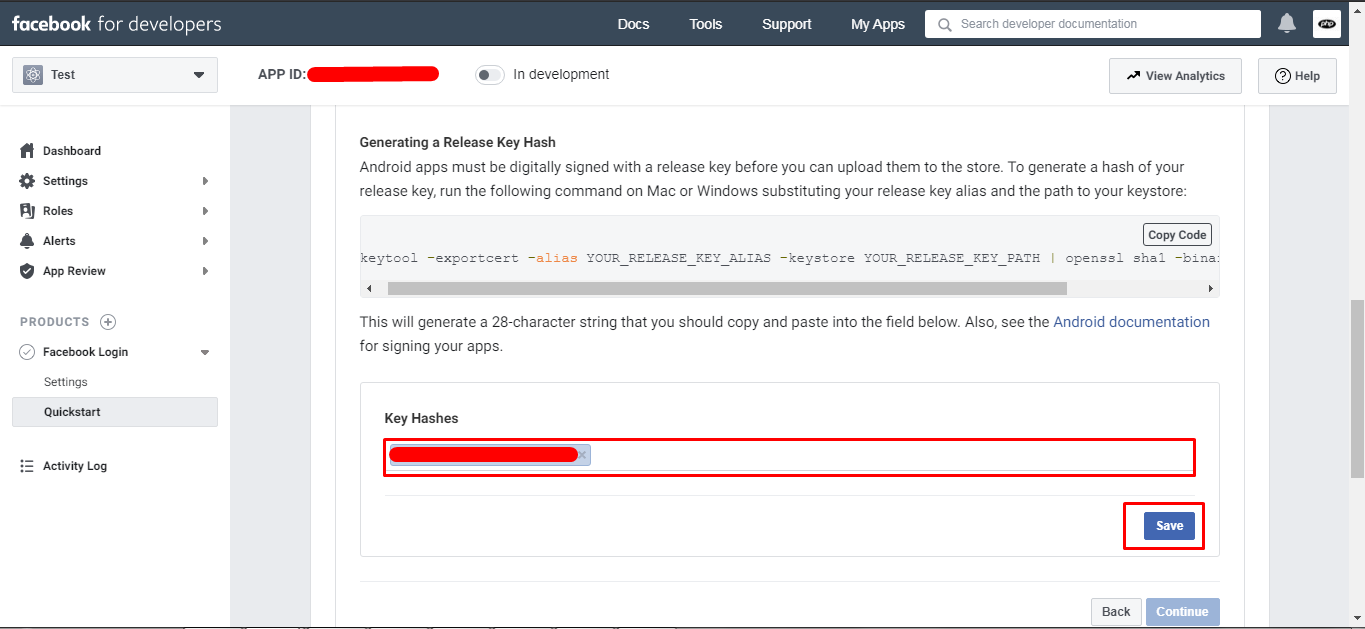 facebook for developers
Docs
Tools
Support
My Apps
Search developer documentation
php
Test
APP ID:
In development
View Analytics
Help
Dashboard
Settings
Roles
Alerts
App Review
PRODUCTS
Facebook Login
Settings
Quickstart
Activity Log
Generating a Release Key Hash
Android apps must be digitally signed with a release key before you can upload them to the store. To generate a hash of your
release key, run the following command on Mac or Windows substituting your release key alias and the path to your keystore:
Copy Code
keytool -exportcert -alias YOUR_RELEASE_KEY_ALIAS -keystore YOUR_RELEASE_KEY_PATH | openssl sha1 -bina
This will generate a 28-character string that you should copy and paste into the field below. Also, see the Android documentation
for signing your apps.
Key Hashes
Save
Back
Continue